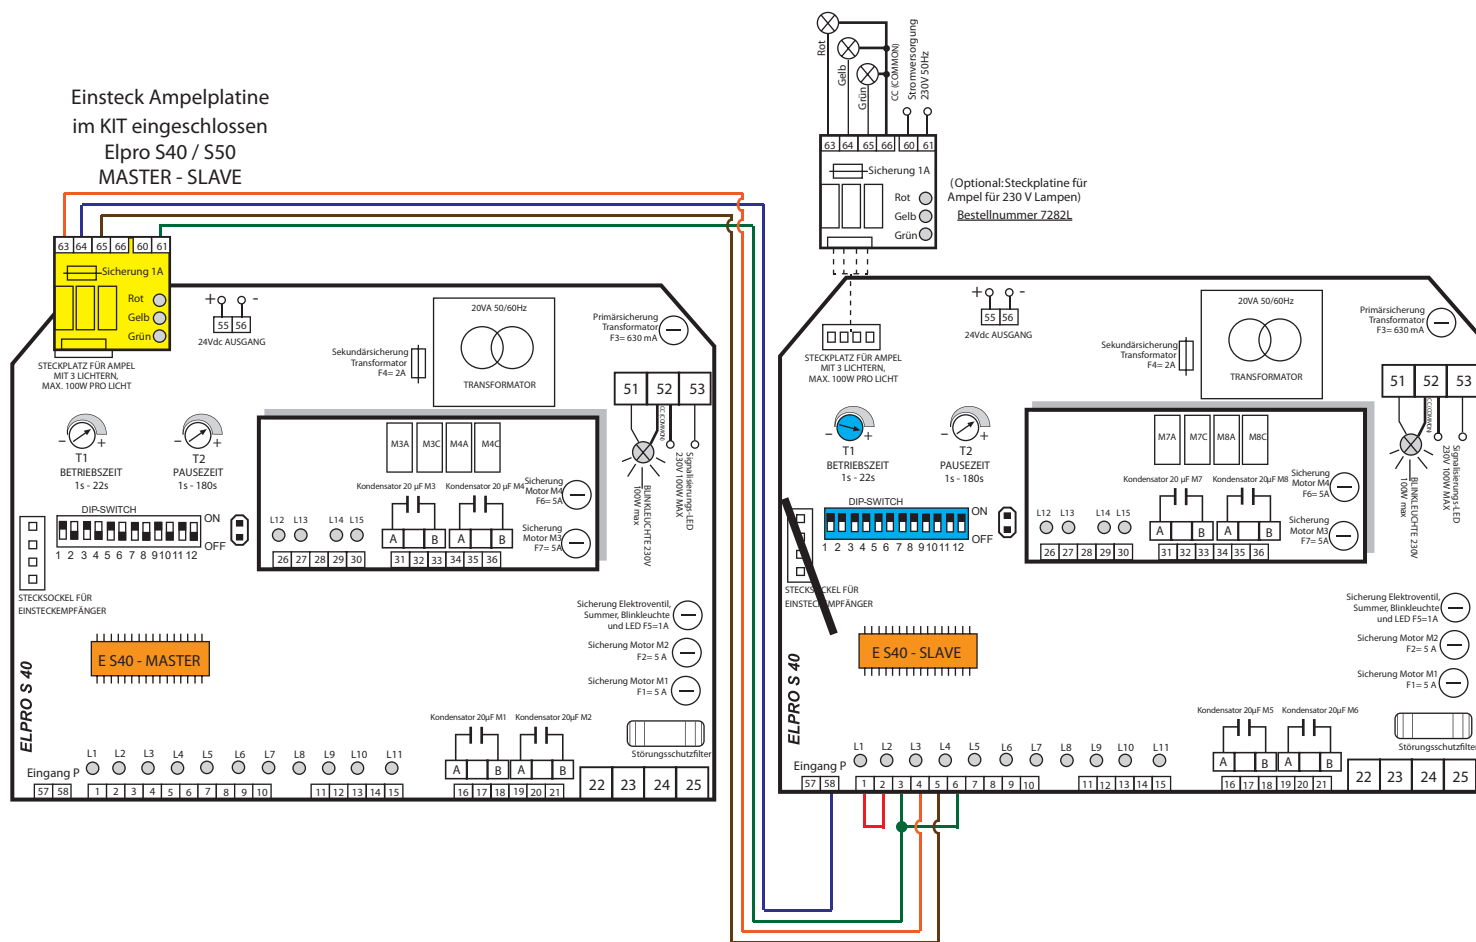 Einsteck Ampelplatine
im KIT eingeschlossen
Elpro S40 / S50
MASTER - SLAVE
63 64 65 66 60 61
Sicherung 1A
Rot
Gelb
Grün
STECKPLATZ FÜR AMPEL
MIT 3 LICHTERN,
MAX. 100W PRO LICHT
+ -
55 56
24Vdc AUSGANG
20VA 50/60Hz
TRANSFORMATOR
Sekundärsicherung
Transformator
F4= 2A
Primärsicherung
Transformator
F3= 630 mA
51 52 53
CC (COMMON)
BLINKLEUCHTE 230V
100W max
Signalisierungs-LED
230V 100W MAX
- +
T1
BETRIEBSZEIT
1s - 22s
- +
T2
PAUSEZEIT
1s - 180s
M3A M3C M4A M4C
Kondensator 20 µF M3
Kondensator 20 µF M4
A B A B
Sicherung
Motor M4
F6= 5A
Sicherung
Motor M3
F7= 5A
L12 L13 L14 L15
26 27 28 29 30
31 32 33 34 35 36
DIP-SWITCH
ON
OFF
1 2 3 4 5 6 7 8 9 10 11 12
STECKSOCKEL FÜR
EINSTECKEMPFÄNGER
E S40 - MASTER
ELPRO S 40
Sicherung Elektroventil,
Summer, Blinkleuchte
und LED F5=1A
Sicherung Motor M2
F2= 5 A
Sicherung Motor M1
F1= 5 A
Störungsschutzfilter
Kondensator 20µF M1
Kondensator 20µF M2
A B A B
L1 L2 L3 L4 L5 L6 L7 L8 L9 L10 L11
Eingang P
57 58 1 2 3 4 5 6 7 8 9 10 11 12 13 14 15 16 17 18 19 20 21 22 23 24 25
Rot
Gelb
Grün
CC (COMMON)
Stromversorgung
230V 50Hz
63 64 65 66 60 61
Sicherung 1A
Rot
Gelb
Grün
(Optional:Steckplatine für
Ampel für 230 V Lampen)
Bestellnummer 7282L
STECKPLATZ FÜR AMPEL
MIT 3 LICHTERN,
MAX. 100W PRO LICHT
+ -
55 56
24Vdc AUSGANG
20VA 50/60Hz
TRANSFORMATOR
Sekundärsicherung
Transformator
F4= 2A
Primärsicherung
Transformator
F3= 630 mA
51 52 53
CC (COMMON)
BLINKLEUCHTE 230V
100W max
Signalisierungs-LED
230V 100W MAX
- +
T1
BETRIEBSZEIT
1s - 22s
- +
T2
PAUSEZEIT
1s - 180s
M7A M7C M8A M8C
Kondensator 20 µF M7
Kondensator 20 µF M8
A B A B
Sicherung
Motor M4
F6= 5A
Sicherung
Motor M3
F7= 5A
L12 L13 L14 L15
26 27 28 29 30
31 32 33 34 35 36
DIP-SWITCH
ON
OFF
1 2 3 4 5 6 7 8 9 10 11 12
STECKSOCKEL FÜR
EINSTECKEMPFÄNGER
E S40 - SLAVE
ELPRO S 40
Sicherung Elektroventil,
Summer, Blinkleuchte
und LED F5=1A
Sicherung Motor M2
F2= 5 A
Sicherung Motor M1
F1= 5 A
Störungsschutzfilter
Kondensator 20µF M5
Kondensator 20µF M6
A B A B
L1 L2 L3 L4 L5 L6 L7 L8 L9 L10 L11
Eingang P
57 58 1 2 3 4 5 6 7 8 9 10 11 12 13 14 15 16 17 18 19 20 21 22 23 24 25